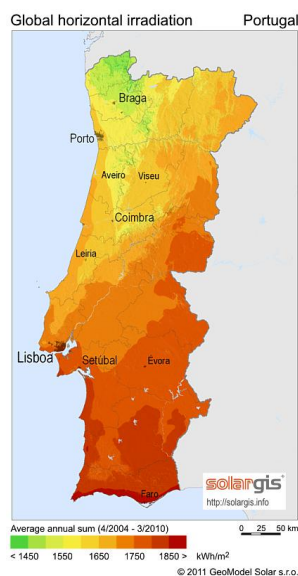 Global horizontal irradiation Portugal
Braga
Porto
Aveiro Viseu
Coimbra
Leiria
Lisboa Setúbal Évora
Faro
solargis®
http://solargis.info
Average annual sum (4/2004 - 3/2010) 0 25 50 km
< 1450 1550 1650 1750 1850 > kWh/m²
© 2011 GeoModel Solar s.r.o.